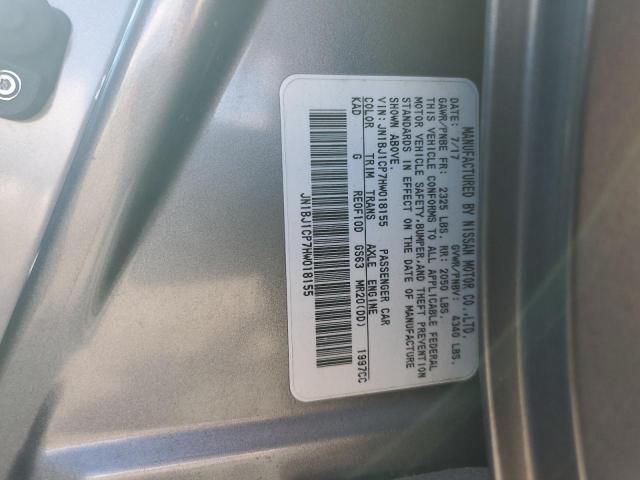 MANUFACTURED BY NISSAN MOTOR CO.,LTD.
DATE: 7/17 GVWR/PNBV: 4340 LBS.
GAWR/PNBE FR: 2325 LBS. RR: 2050 LBS.
THIS VEHICLE CONFORMS TO ALL APPLICABLE FEDERAL
MOTOR VEHICLE SAFETY,BUMPER,AND THEFT PREVENTION
STANDARDS IN EFFECT ON THE DATE OF MANUFACTURE
SHOWN ABOVE.
VIN:JN1BJ1CP7HW018155 PASSENGER CAR
COLOR TRIM TRANS AXLE ENGINE
KAD G RE0F10D GS63 MR20(DD) 1997CC
JN1BJ1CP7HW018155